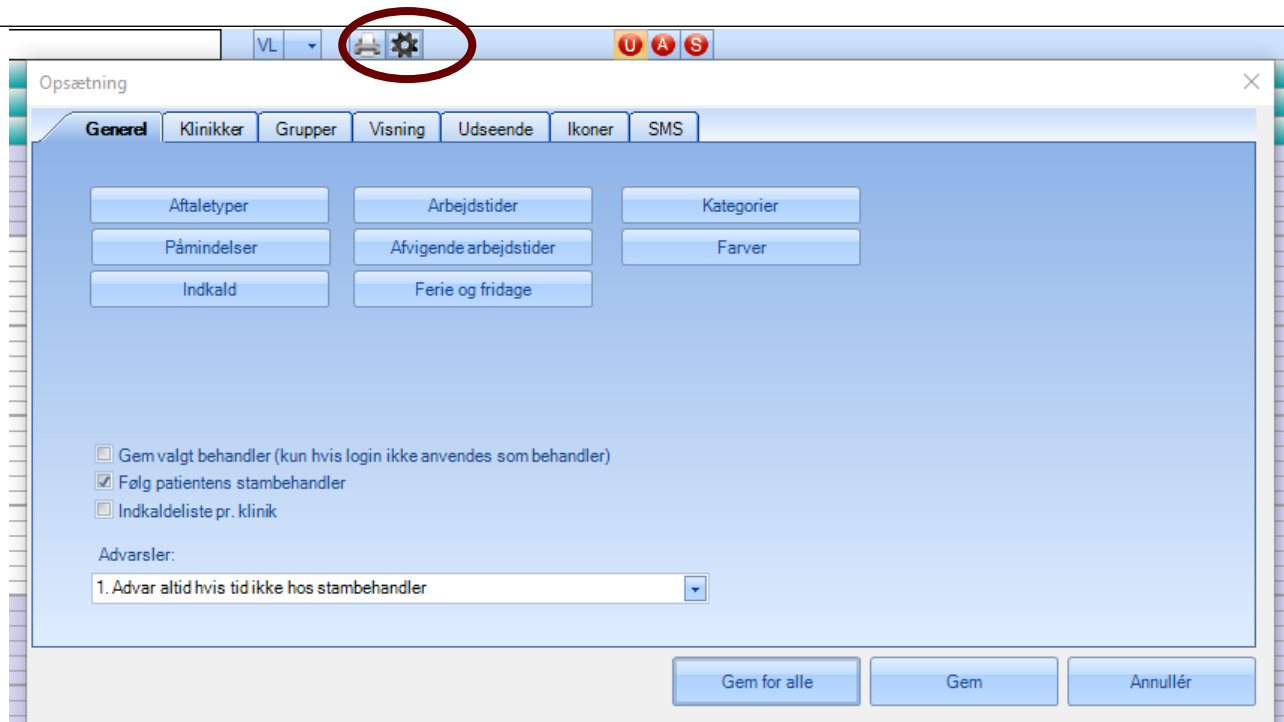 VL
U A S
Opsætning
Generel Klinikker Grupper Visning Udseende Ikoner SMS
Aftaletyper Arbejdstider Kategorier
Påmindelser Afvigende arbejdstider Farver
Indkald Ferie og fridage
Gem valgt behandler (kun hvis login ikke anvendes som behandler)
Følg patientens stambehandler
Indkaldeliste pr. klinik
Advarsler:
1. Advar altid hvis tid ikke hos stambehandler
Gem for alle Gem Annullér